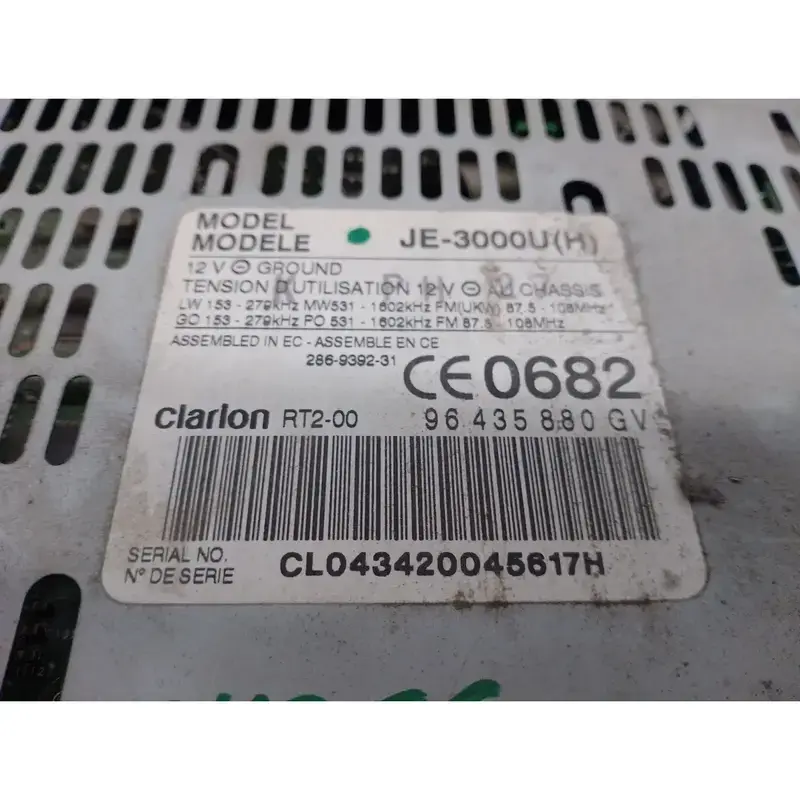 MODEL
MODELE JE-3000U(H)
12 V ⊖ GROUND
TENSION D'UTILISATION 12 V ⊖ AU CHASSIS
LW 153 - 279kHz MW531 - 1602kHz FM(UKW) 87.5 - 108MHz
GO 153 - 279kHz PO 531 - 1602kHz FM 87.5 - 108MHz
ASSEMBLED IN EC - ASSEMBLE EN CE
286-9392-31
CE 0682
clarion RT2-00 96 435 880 GV
SERIAL NO.
N° DE SERIE CL043420045617H